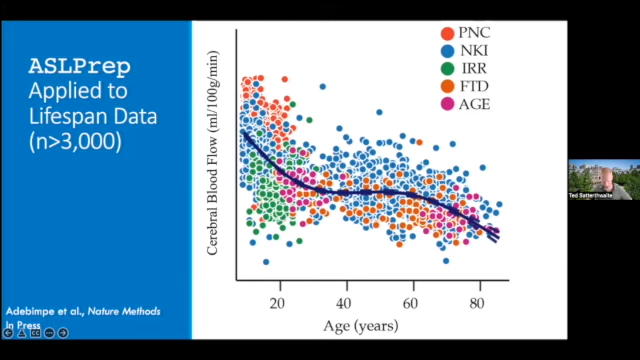 ASLPrep
Applied to
Lifespan Data
(n>3,000)
Adebimpe et al., Nature Methods
In Press
Cerebral Blood Flow (ml/100g/min)
PNC
NKI
IRR
FTD
AGE
20
40
60
80
Age (years)
Ted Satterthwaite